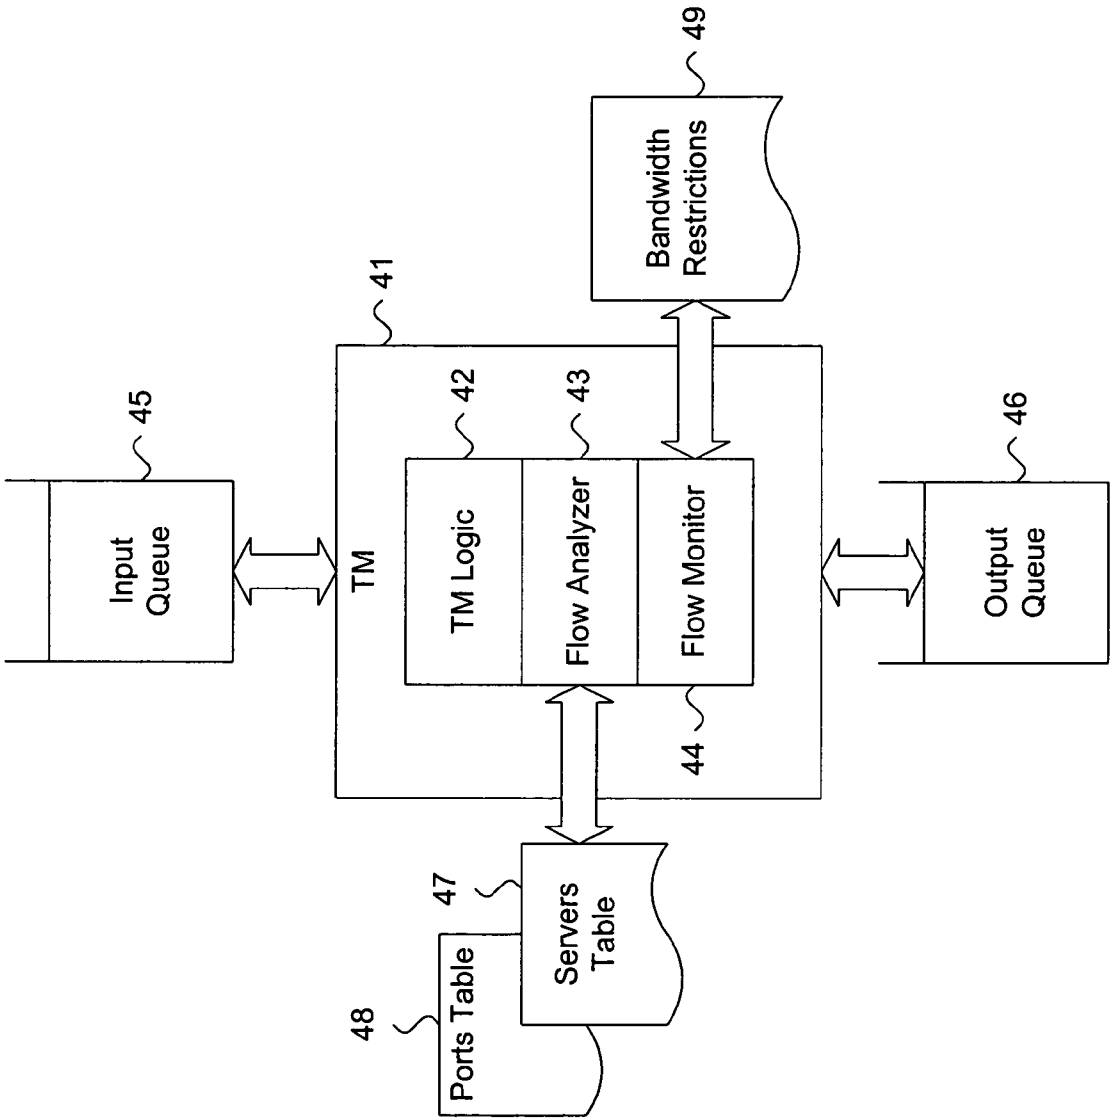 45
Input
Queue
41
TM
42
TM Logic
43
Flow Analyzer
Flow Monitor
44
49
Bandwidth
Restrictions
48
Ports Table
47
Servers
Table
46
Output
Queue